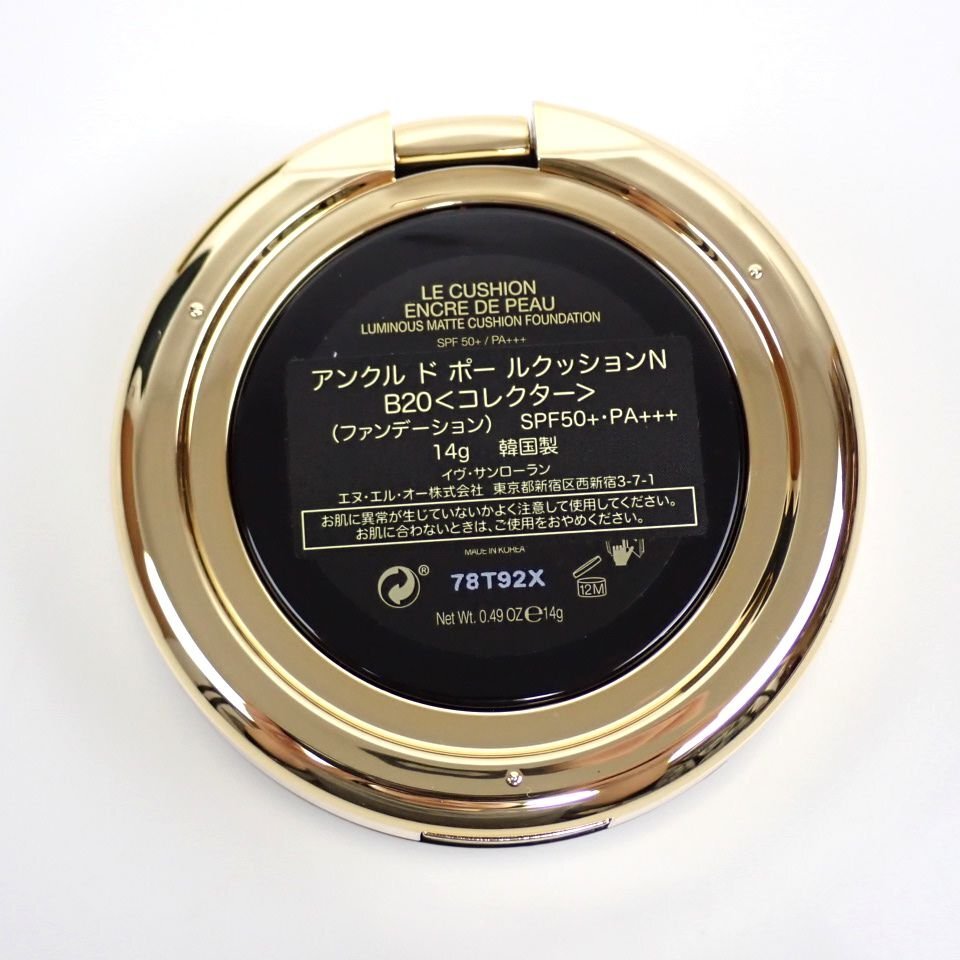 LE CUSHION
ENCRE DE PEAU
LUMINOUS MATTE CUSHION FOUNDATION
SPF 50+ / PA+++
アンクル ド ポー ルクッションN
B20<コレクター>
(ファンデーション) SPF50+・PA+++
14g 韓国製
イヴ・サンローラン
エヌ・エル・オー株式会社 東京都新宿区西新宿3-7-1
お肌に異常が生じていないかよく注意して使用してください。
お肌に合わないときは、ご使用をおやめください。
MADE IN KOREA
® 78T92X 12M
Net Wt. 0.49 OZ ℮ 14g